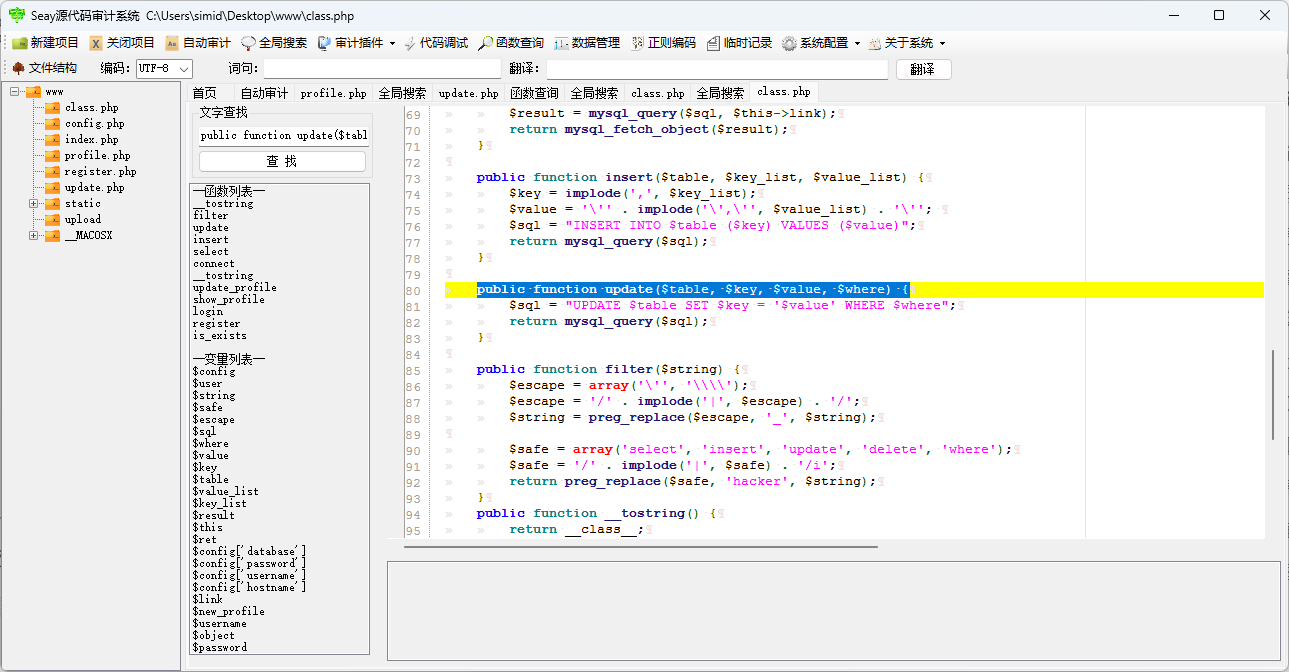 Seay源代码审计系统 C:\Users\simid\Desktop\www\class.php
新建项目 关闭项目 自动审计 全局搜索 审计插件 代码调试 函数查询 数据管理 正则编码 临时记录 系统配置 关于系统
文件结构 编码： UTF-8 词句： 翻译： 翻译
www
class.php
config.php
index.php
profile.php
register.php
update.php
static
upload
__MACOSX
首页 自动审计 profile.php 全局搜索 update.php 函数查询 全局搜索 class.php 全局搜索 class.php
文字查找
public function update($tabl
查 找
—函数列表—
__tostring
filter
update
insert
select
connect
__tostring
update_profile
show_profile
login
register
is_exists
—变量列表—
$config
$user
$string
$safe
$escape
$sql
$where
$value
$key
$table
$value_list
$key_list
$result
$this
$ret
$config['database']
$config['password']
$config['username']
$config['hostname']
$link
$new_profile
$username
$object
$password
69 $result = mysql_query($sql, $this->link);
70 return mysql_fetch_object($result);
71 }
72
73 public function insert($table, $key_list, $value_list) {
74 $key = implode(',', $key_list);
75 $value = '\'' . implode('\',\'', $value_list) . '\'';
76 $sql = "INSERT INTO $table ($key) VALUES ($value)";
77 return mysql_query($sql);
78 }
79
80 public function update($table, $key, $value, $where) {
81 $sql = "UPDATE $table SET $key = '$value' WHERE $where";
82 return mysql_query($sql);
83 }
84
85 public function filter($string) {
86 $escape = array('\'', '\\\\');
87 $escape = '/' . implode('|', $escape) . '/';
88 $string = preg_replace($escape, '_', $string);
89
90 $safe = array('select', 'insert', 'update', 'delete', 'where');
91 $safe = '/' . implode('|', $safe) . '/i';
92 return preg_replace($safe, 'hacker', $string);
93 }
94 public function __tostring() {
95 return __class__;